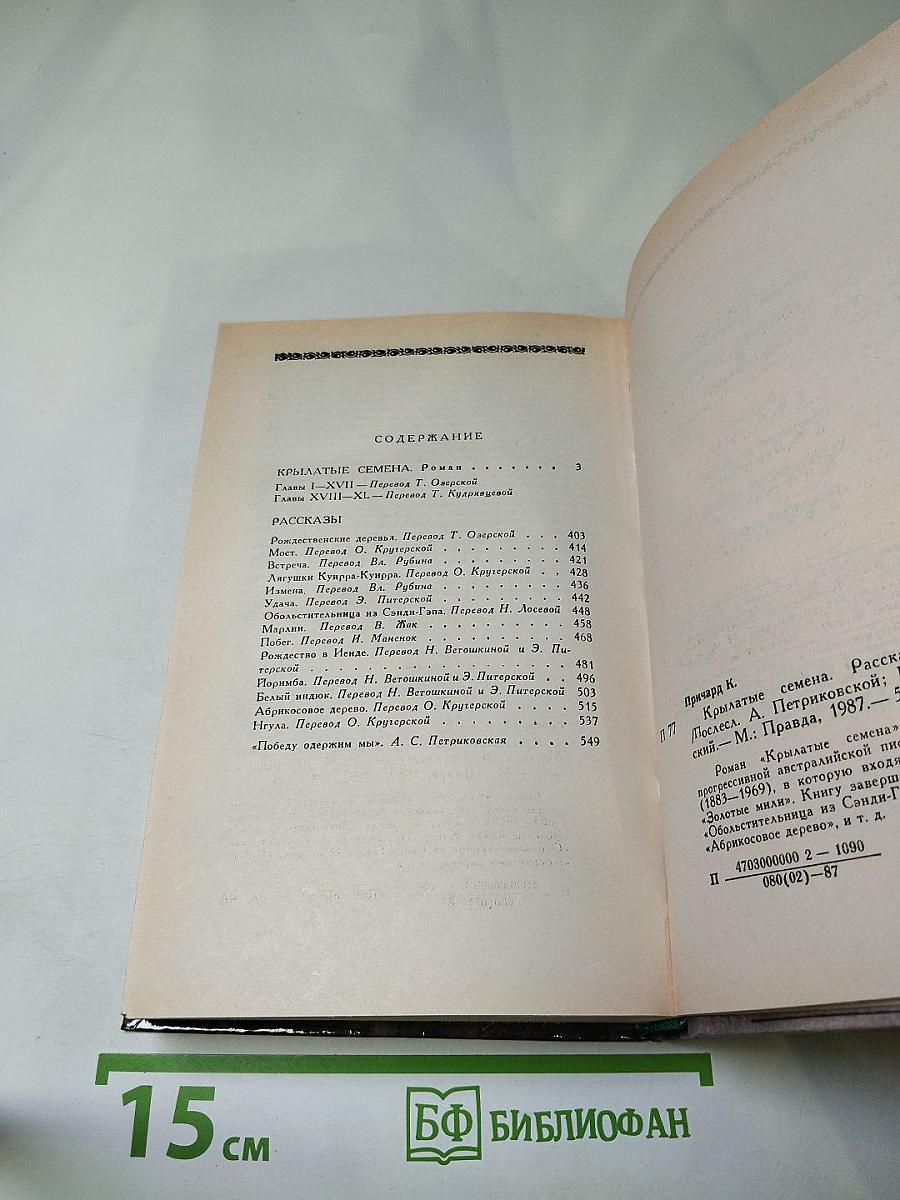 СОДЕРЖАНИЕ
КРЫЛАТЫЕ СЕМЕНА. Роман . . . . . . . 3
Главы I—XVII — Перевод Т. Озерской
Главы XVIII—XL — Перевод Т. Кудрявцевой
РАССКАЗЫ
Рождественские деревья. Перевод Т. Озерской . . . 403
Мост. Перевод О. Кругерской . . . . . . . . . 414
Встреча. Перевод Вл. Рубина . . . . . . . . . 421
Лягушки Куирра-Куирра. Перевод О. Кругерской . . 428
Измена. Перевод Вл. Рубина . . . . . . . . . 436
Удача. Перевод Э. Питерской . . . . . . . . . 442
Обольстительница из Сэнди-Гэпа. Перевод Н. Лосевой 448
Марлин. Перевод В. Жак . . . . . . . . . . 458
Побег. Перевод И. Маненок . . . . . . . . . . 468
Рождество в Иенде. Перевод Н. Ветошкиной и Э. Пи-
терской . . . . . . . . . . . . . . . . . . 481
Йоримба. Перевод Н. Ветошкиной и Э. Питерской . . 496
Белый индюк. Перевод Н. Ветошкиной и Э. Питерской 503
Абрикосовое дерево. Перевод О. Кругерской . . . . 515
Нгула. Перевод О. Кругерской . . . . . . . . . 537
«Победу одержим мы». А. С. Петриковская . . . . 549
Причард К.
П 77 Крылатые семена. Расска
/Послесл. А. Петриковской;
ский.— М.: Правда, 1987.— 5
Роман «Крылатые семена»
прогрессивной австралийской пис
(1883—1969), в которую входя
«Золотые мили». Книгу заверш
«Обольстительница из Сэнди-Г
«Абрикосовое дерево», и т. д.
П 4703000000 2 — 1090
080(02)—87
15 см
БФ БИБЛИОФАН